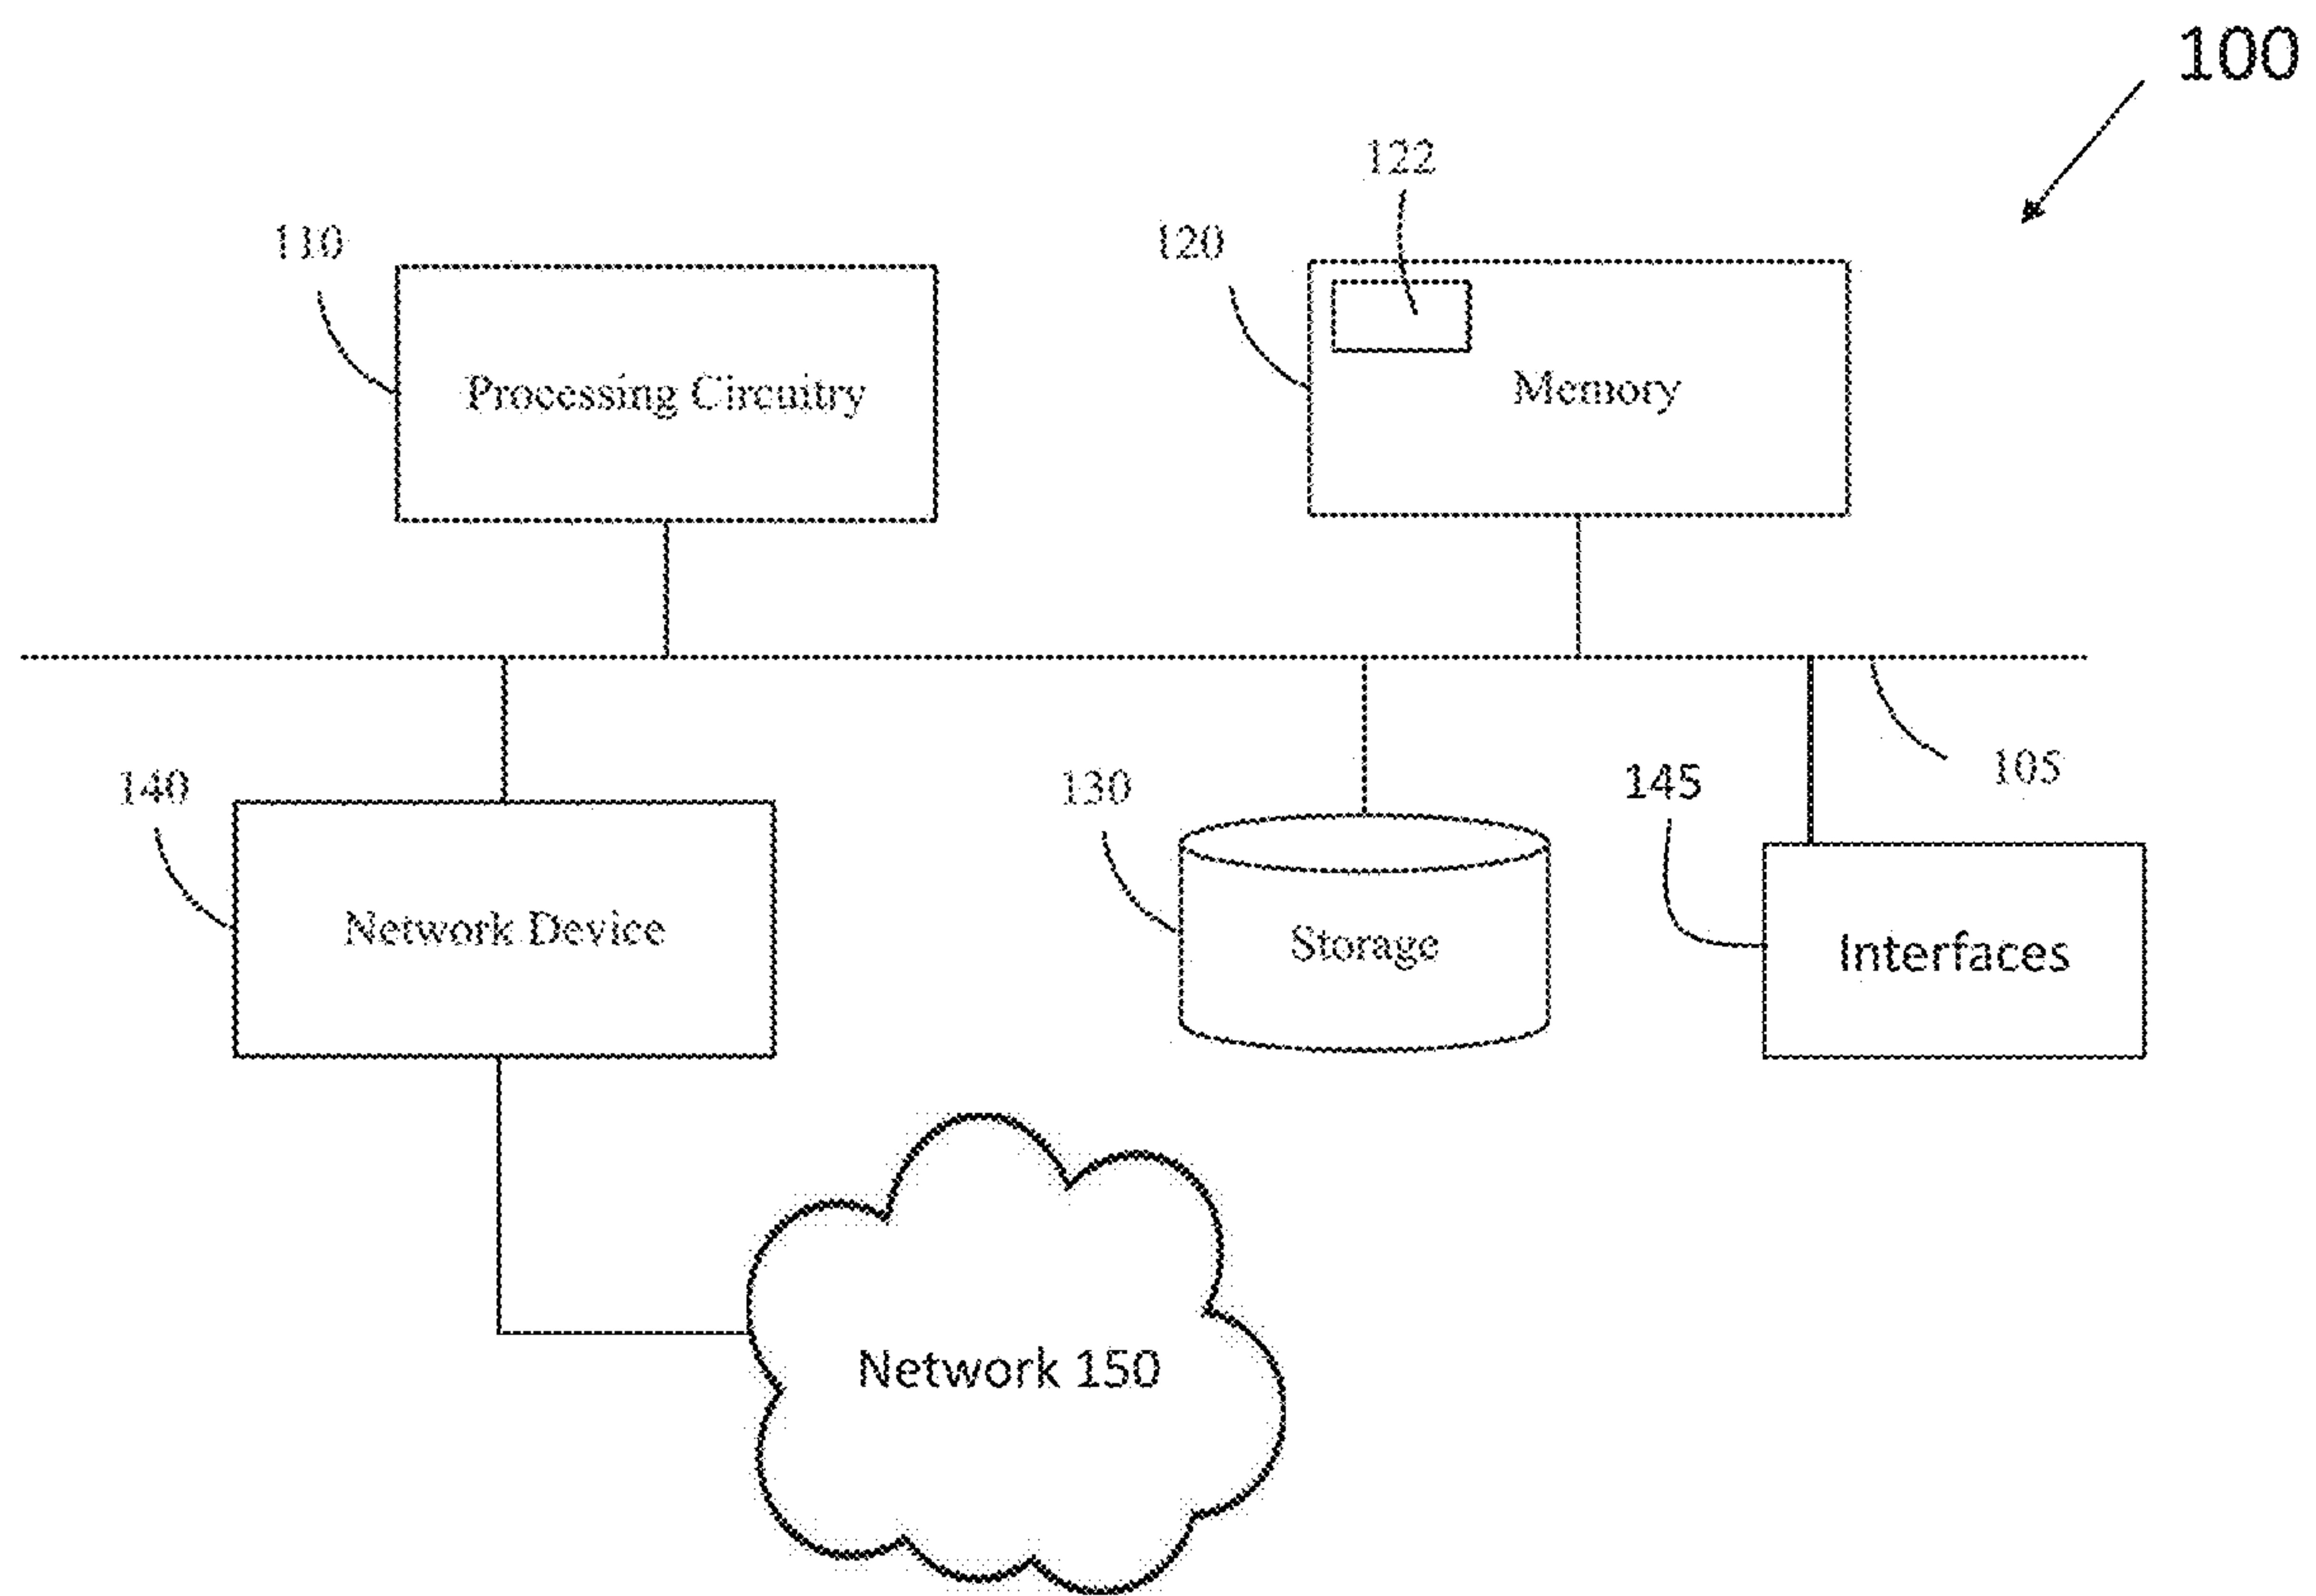 100
122
110
120
Processing Circuitry
Memory
140
130
145
105
Network Device
Storage
Interfaces
Network 150